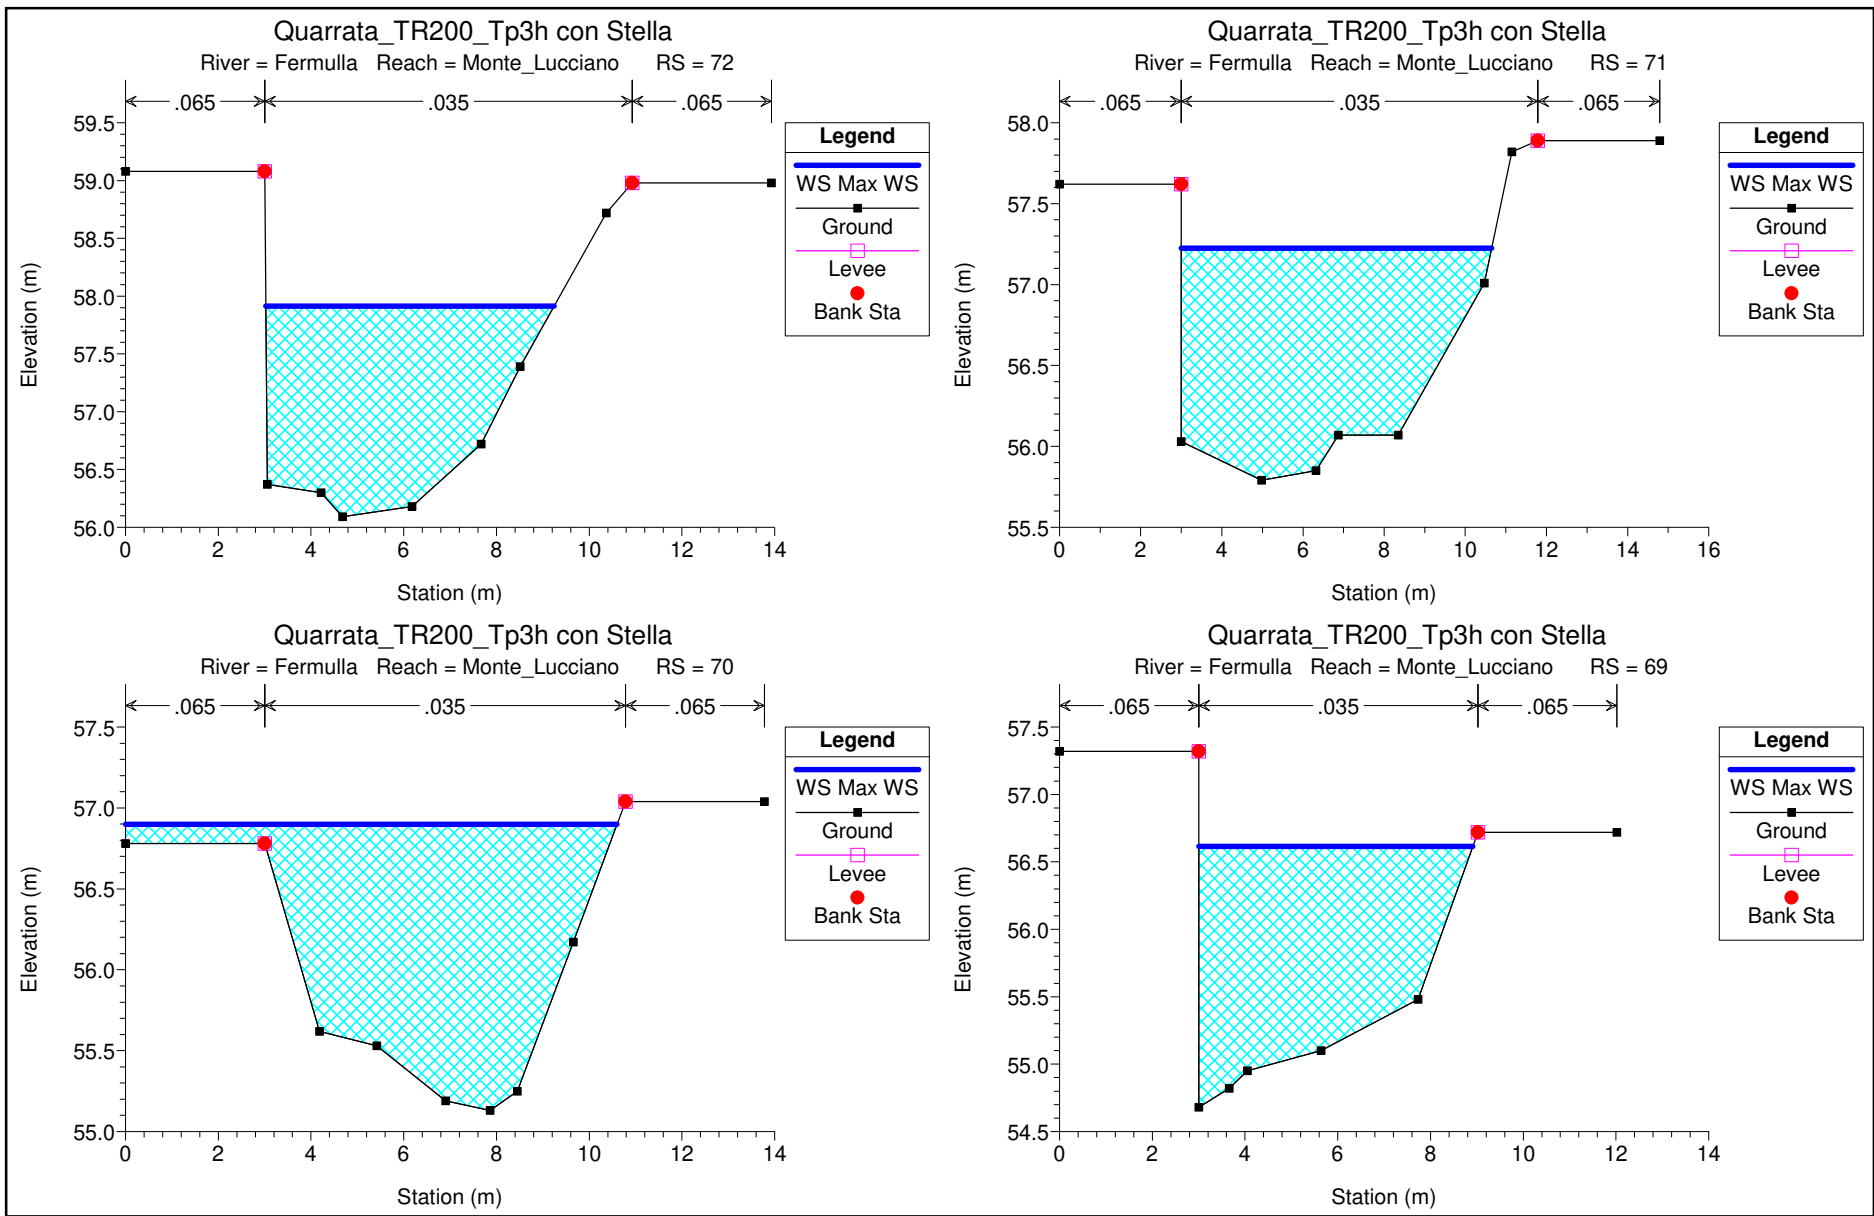 Quarrata_TR200_Tp3h con Stella
River = Fermulla   Reach = Monte_Lucciano   RS = 72
.065 .035 .065
59.5
59.0
58.5
58.0
57.5
57.0
56.5
56.0
Elevation (m)
0 2 4 6 8 10 12 14
Station (m)
Legend
WS Max WS
Ground
Levee
Bank Sta
Quarrata_TR200_Tp3h con Stella
River = Fermulla   Reach = Monte_Lucciano   RS = 71
.065 .035 .065
58.0
57.5
57.0
56.5
56.0
55.5
Elevation (m)
0 2 4 6 8 10 12 14 16
Station (m)
Legend
WS Max WS
Ground
Levee
Bank Sta
Quarrata_TR200_Tp3h con Stella
River = Fermulla   Reach = Monte_Lucciano   RS = 70
.065 .035 .065
57.5
57.0
56.5
56.0
55.5
55.0
Elevation (m)
0 2 4 6 8 10 12 14
Station (m)
Legend
WS Max WS
Ground
Levee
Bank Sta
Quarrata_TR200_Tp3h con Stella
River = Fermulla   Reach = Monte_Lucciano   RS = 69
.065 .035 .065
57.5
57.0
56.5
56.0
55.5
55.0
54.5
Elevation (m)
0 2 4 6 8 10 12 14
Station (m)
Legend
WS Max WS
Ground
Levee
Bank Sta